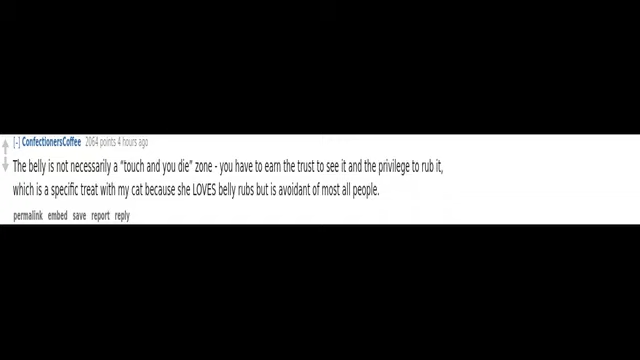 [-] ConfectionersCoffee 2064 points 4 hours ago
The belly is not necessarily a “touch and you die” zone - you have to earn the trust to see it and the privilege to rub it,
which is a specific treat with my cat because she LOVES belly rubs but is avoidant of most all people.
permalink embed save report reply